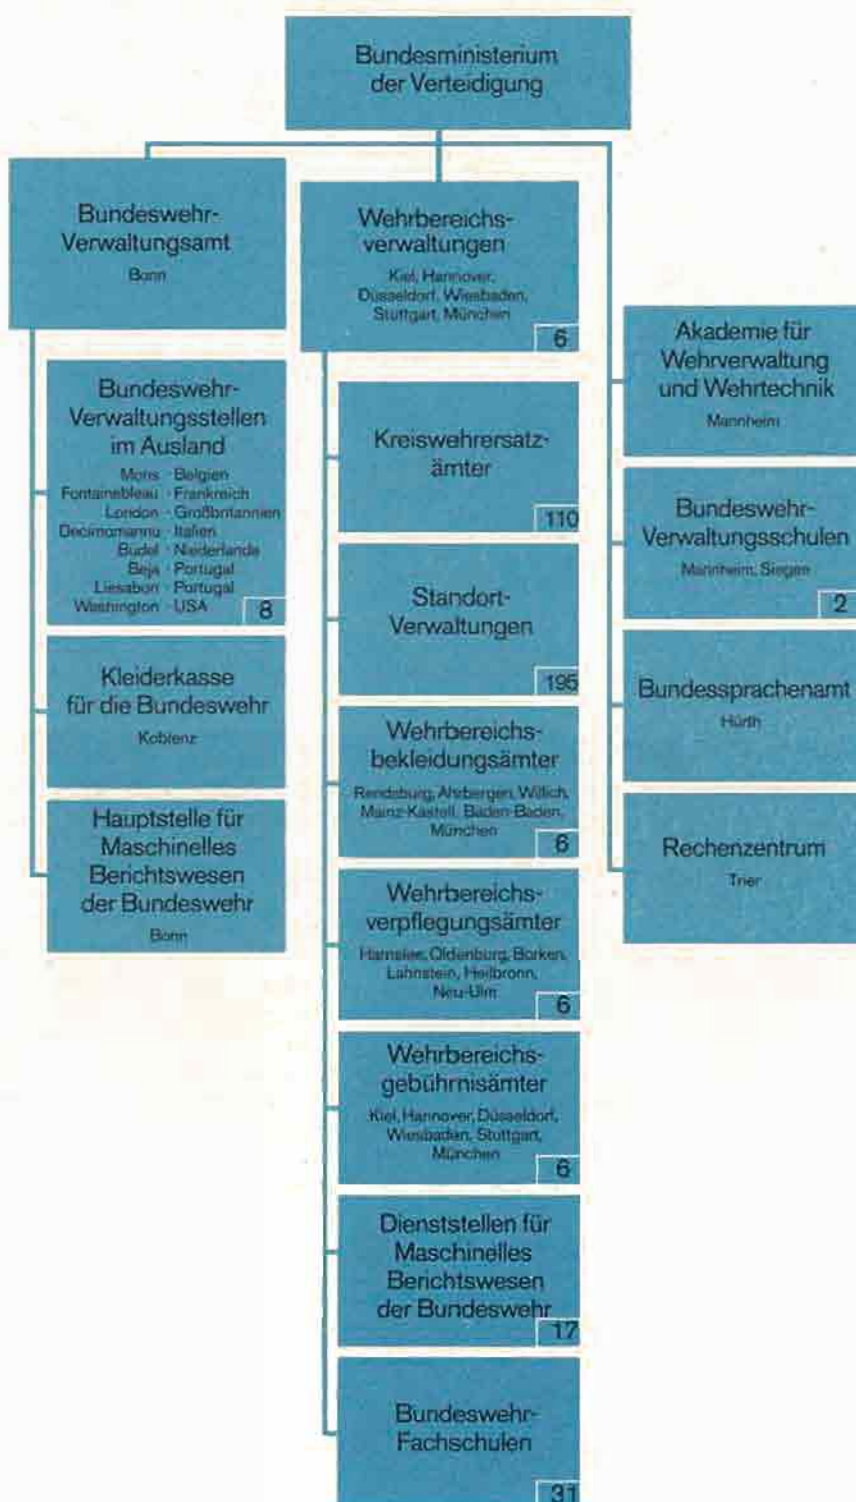 Bundesministerium
der Verteidigung
Bundeswehr-
Verwaltungsamt
Bonn
Bundeswehr-
Verwaltungsstellen
im Ausland
Mons - Belgien
Fontainebleau - Frankreich
London - Großbritannien
Decimomannu - Italien
Budel - Niederlande
Beja - Portugal
Liesabon - Portugal
Washington - USA
8
Kleiderkasse
für die Bundeswehr
Koblenz
Hauptstelle für
Maschinelles
Berichtswesen
der Bundeswehr
Bonn
Wehrbereichs-
verwaltungen
Kiel, Hannover,
Düsseldorf, Wiesbaden,
Stuttgart, München
6
Kreiswehrersatz-
ämter
110
Standort-
Verwaltungen
195
Wehrbereichs-
bekleidungsämter
Rendsburg, Ahrbergen, Willich,
Mainz-Kastell, Baden-Baden,
München
6
Wehrbereichs-
verpflegungsämter
Harrislee, Oldenburg, Borken,
Lahnstein, Heilbronn,
Neu-Ulm
6
Wehrbereichs-
gebührnisämter
Kiel, Hannover, Düsseldorf,
Wiesbaden, Stuttgart,
München
6
Dienststellen für
Maschinelles
Berichtswesen
der Bundeswehr
17
Bundeswehr-
Fachschulen
31
Akademie für
Wehrverwaltung
und Wehrtechnik
Mannheim
Bundeswehr-
Verwaltungsschulen
Mannheim, Siegen
2
Bundessprachenamt
Hürth
Rechenzentrum
Trier